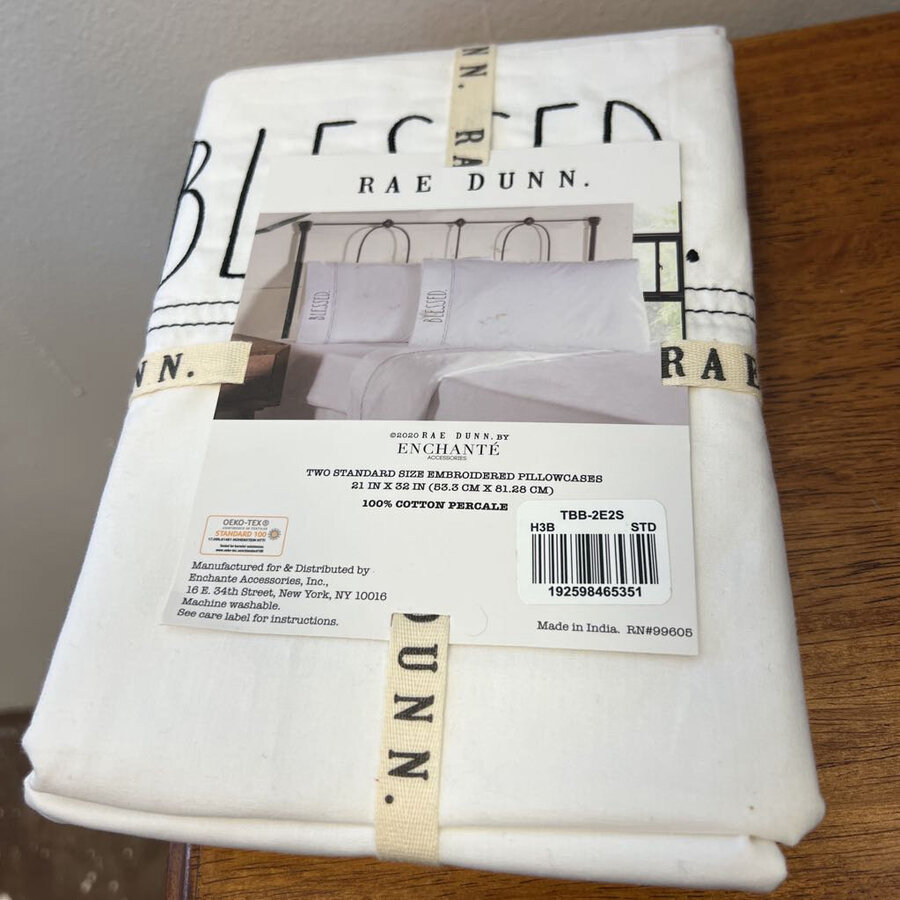 NN. RA
BLESSED.
RAE DUNN.
BLESSED.
BLESSED.
NN.
RAE
©2020 RAE DUNN. BY
ENCHANTÉ
ACCESSORIES
TWO STANDARD SIZE EMBROIDERED PILLOWCASES
21 IN X 32 IN (53.3 CM X 81.28 CM)
100% COTTON PERCALE
OEKO-TEX®
STANDARD 100
TBB-2E2S
H3B STD
192598465351
Manufactured for & Distributed by
Enchante Accessories, Inc.,
16 E. 34th Street, New York, NY 10016
Machine washable.
See care label for instructions.
Made in India. RN#99605
DUNN.